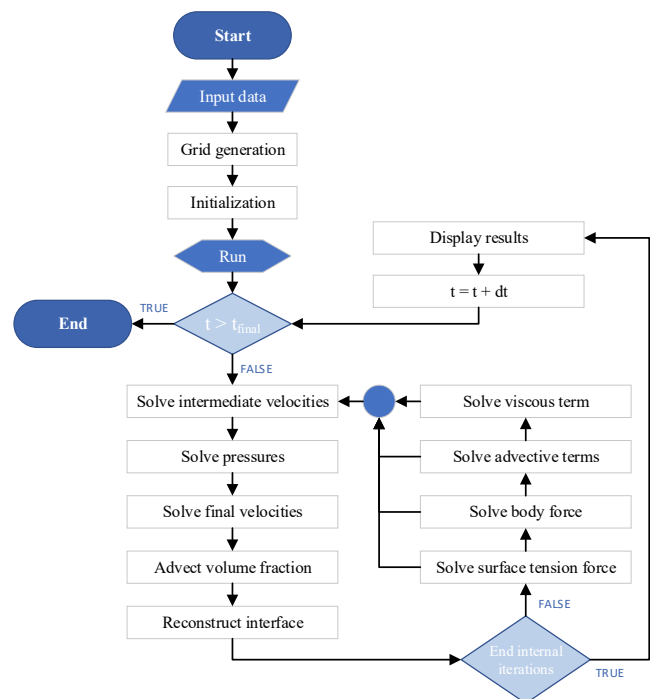 Start
Input data
Grid generation
Initialization
Run
Display results
t = t + dt
TRUE
End
t > t_final
FALSE
Solve intermediate velocities
Solve viscous term
Solve pressures
Solve advective terms
Solve final velocities
Solve body force
Advect volume fraction
Solve surface tension force
FALSE
Reconstruct interface
End internal
iterations
TRUE